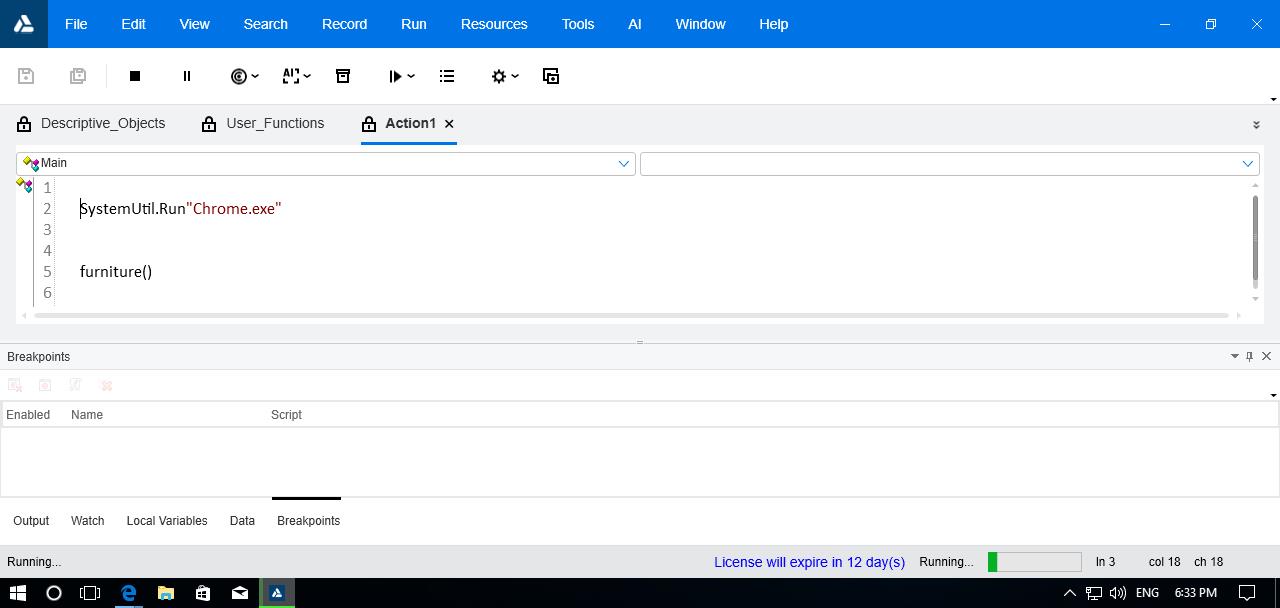 File Edit View Search Record Run Resources Tools AI Window Help
AI
Descriptive_Objects User_Functions Action1
Main
1
2 SystemUtil.Run"Chrome.exe"
3
4
5 furniture()
6
Breakpoints
Enabled Name Script
Output Watch Local Variables Data Breakpoints
Running... License will expire in 12 day(s) Running... ln 3 col 18 ch 18
ENG 6:33 PM